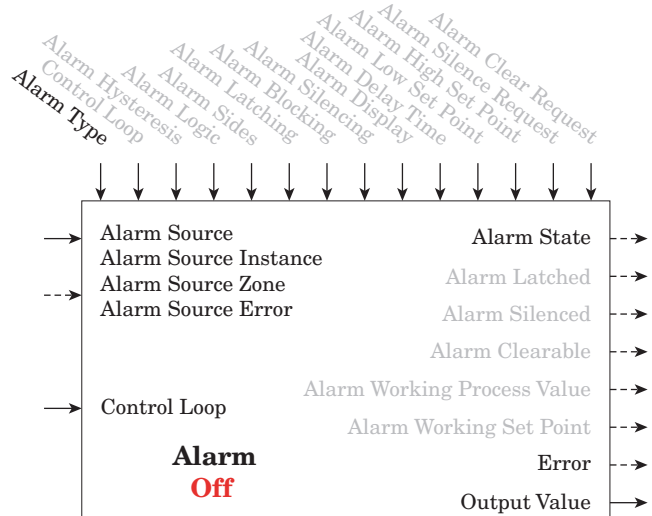 Alarm Type
Control Loop
Alarm Hysteresis
Alarm Logic
Alarm Sides
Alarm Latching
Alarm Blocking
Alarm Silencing
Alarm Display
Alarm Delay Time
Alarm Low Set Point
Alarm High Set Point
Alarm Silence Request
Alarm Clear Request
Alarm Source
Alarm Source Instance
Alarm Source Zone
Alarm Source Error
Control Loop
Alarm
Off
Alarm State
Alarm Latched
Alarm Silenced
Alarm Clearable
Alarm Working Process Value
Alarm Working Set Point
Error
Output Value